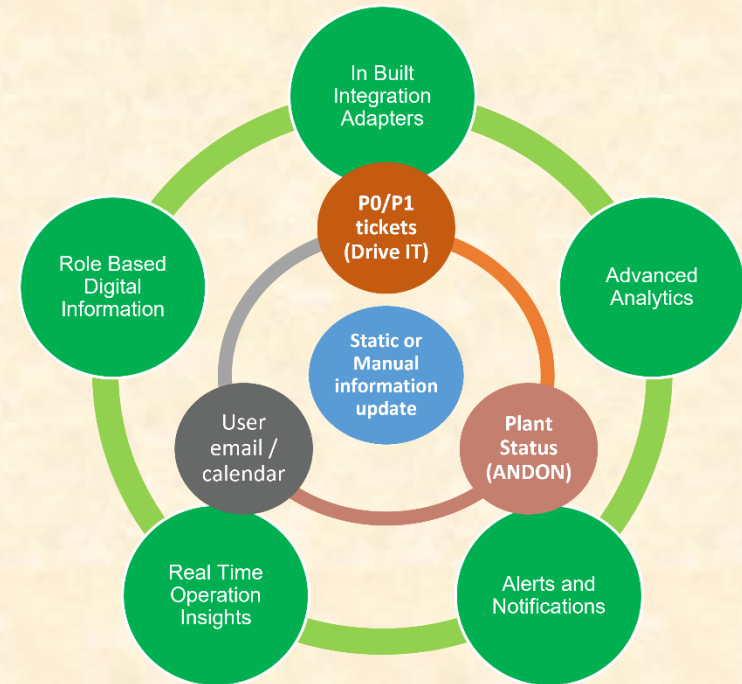 In Built
Integration
Adapters
P0/P1
tickets
(Drive IT)
Role Based
Digital
Information
Advanced
Analytics
Static or
Manual
information
update
User
email /
calendar
Plant
Status
(ANDON)
Real Time
Operation
Insights
Alerts and
Notifications